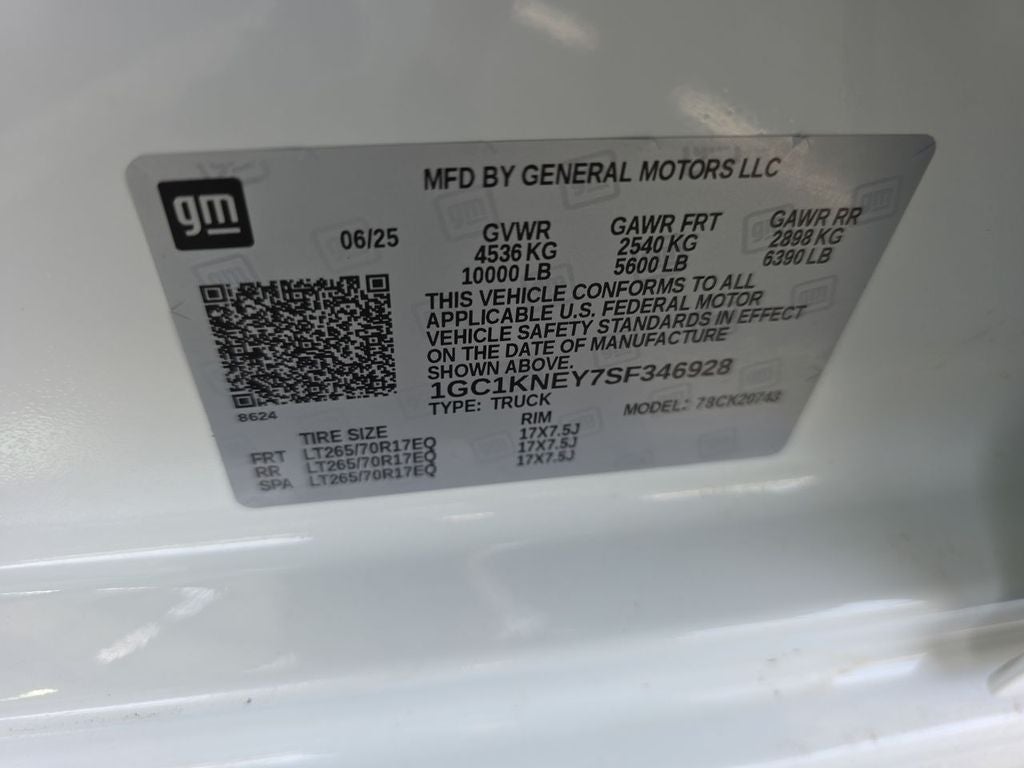 MFD BY GENERAL MOTORS LLC
gm
06/25
GVWR GAWR FRT GAWR RR
4536 KG 2540 KG 2898 KG
10000 LB 5600 LB 6390 LB
THIS VEHICLE CONFORMS TO ALL
APPLICABLE U.S. FEDERAL MOTOR
VEHICLE SAFETY STANDARDS IN EFFECT
ON THE DATE OF MANUFACTURE
SHOWN ABOVE.
1GC1KNEY7SF346928
TYPE: TRUCK MODEL: 78CK20743
8624
TIRE SIZE RIM
FRT LT265/70R17EQ 17X7.5J
RR LT265/70R17EQ 17X7.5J
SPA LT265/70R17EQ 17X7.5J